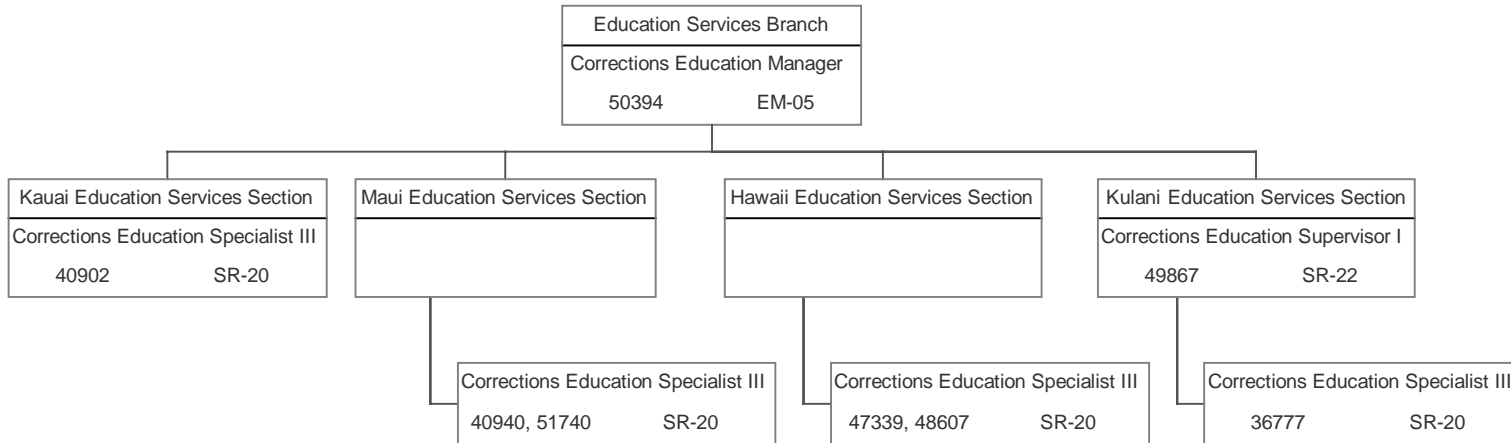 Education Services Branch
Corrections Education Manager
50394 EM-05
Kauai Education Services Section
Corrections Education Specialist III
40902 SR-20
Maui Education Services Section
Hawaii Education Services Section
Kulani Education Services Section
Corrections Education Supervisor I
49867 SR-22
Corrections Education Specialist III
40940, 51740 SR-20
Corrections Education Specialist III
47339, 48607 SR-20
Corrections Education Specialist III
36777 SR-20